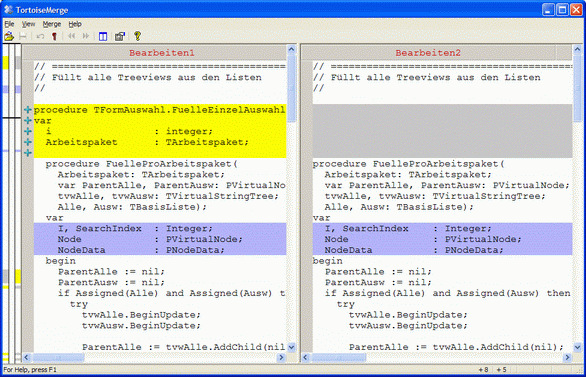 TortoiseMerge
File View Merge Help
Bearbeiten1
// ========================================
// Füllt alle Treeviews aus den Listen
//
procedure TFormAuswahl.FuelleEinzelAuswahl
var
i : integer;
Arbeitspaket : TArbeitspaket;
procedure FuelleProArbeitspaket(
Arbeitspaket: TArbeitspaket;
var ParentAlle, ParentAusw: PVirtualNo
tvwAlle, tvwAusw: TVirtualStringTree;
Alle, Ausw: TBasisListe);
var
I, SearchIndex : Integer;
Node : PVirtualNode;
NodeData : PNodeData;
begin
ParentAlle := nil;
ParentAusw := nil;
if Assigned(Alle) and Assigned(Ausw) th
try
tvwAlle.BeginUpdate;
tvwAusw.BeginUpdate;
ParentAlle := tvwAlle.AddChild(nil
Bearbeiten2
// ========================================
// Füllt alle Treeviews aus den Listen
//
procedure FuelleProArbeitspaket(
Arbeitspaket: TArbeitspaket;
var ParentAlle, ParentAusw: PVirtualNode
tvwAlle, tvwAusw: TVirtualStringTree;
Alle, Ausw: TBasisListe);
var
I, SearchIndex : Integer;
Node : PVirtualNode;
NodeData : PNodeData;
begin
ParentAlle := nil;
ParentAusw := nil;
if Assigned(Alle) and Assigned(Ausw) then
try
tvwAlle.BeginUpdate;
tvwAusw.BeginUpdate;
ParentAlle := tvwAlle.AddChild(nil);
For Help, press F1
+ 8 + 5